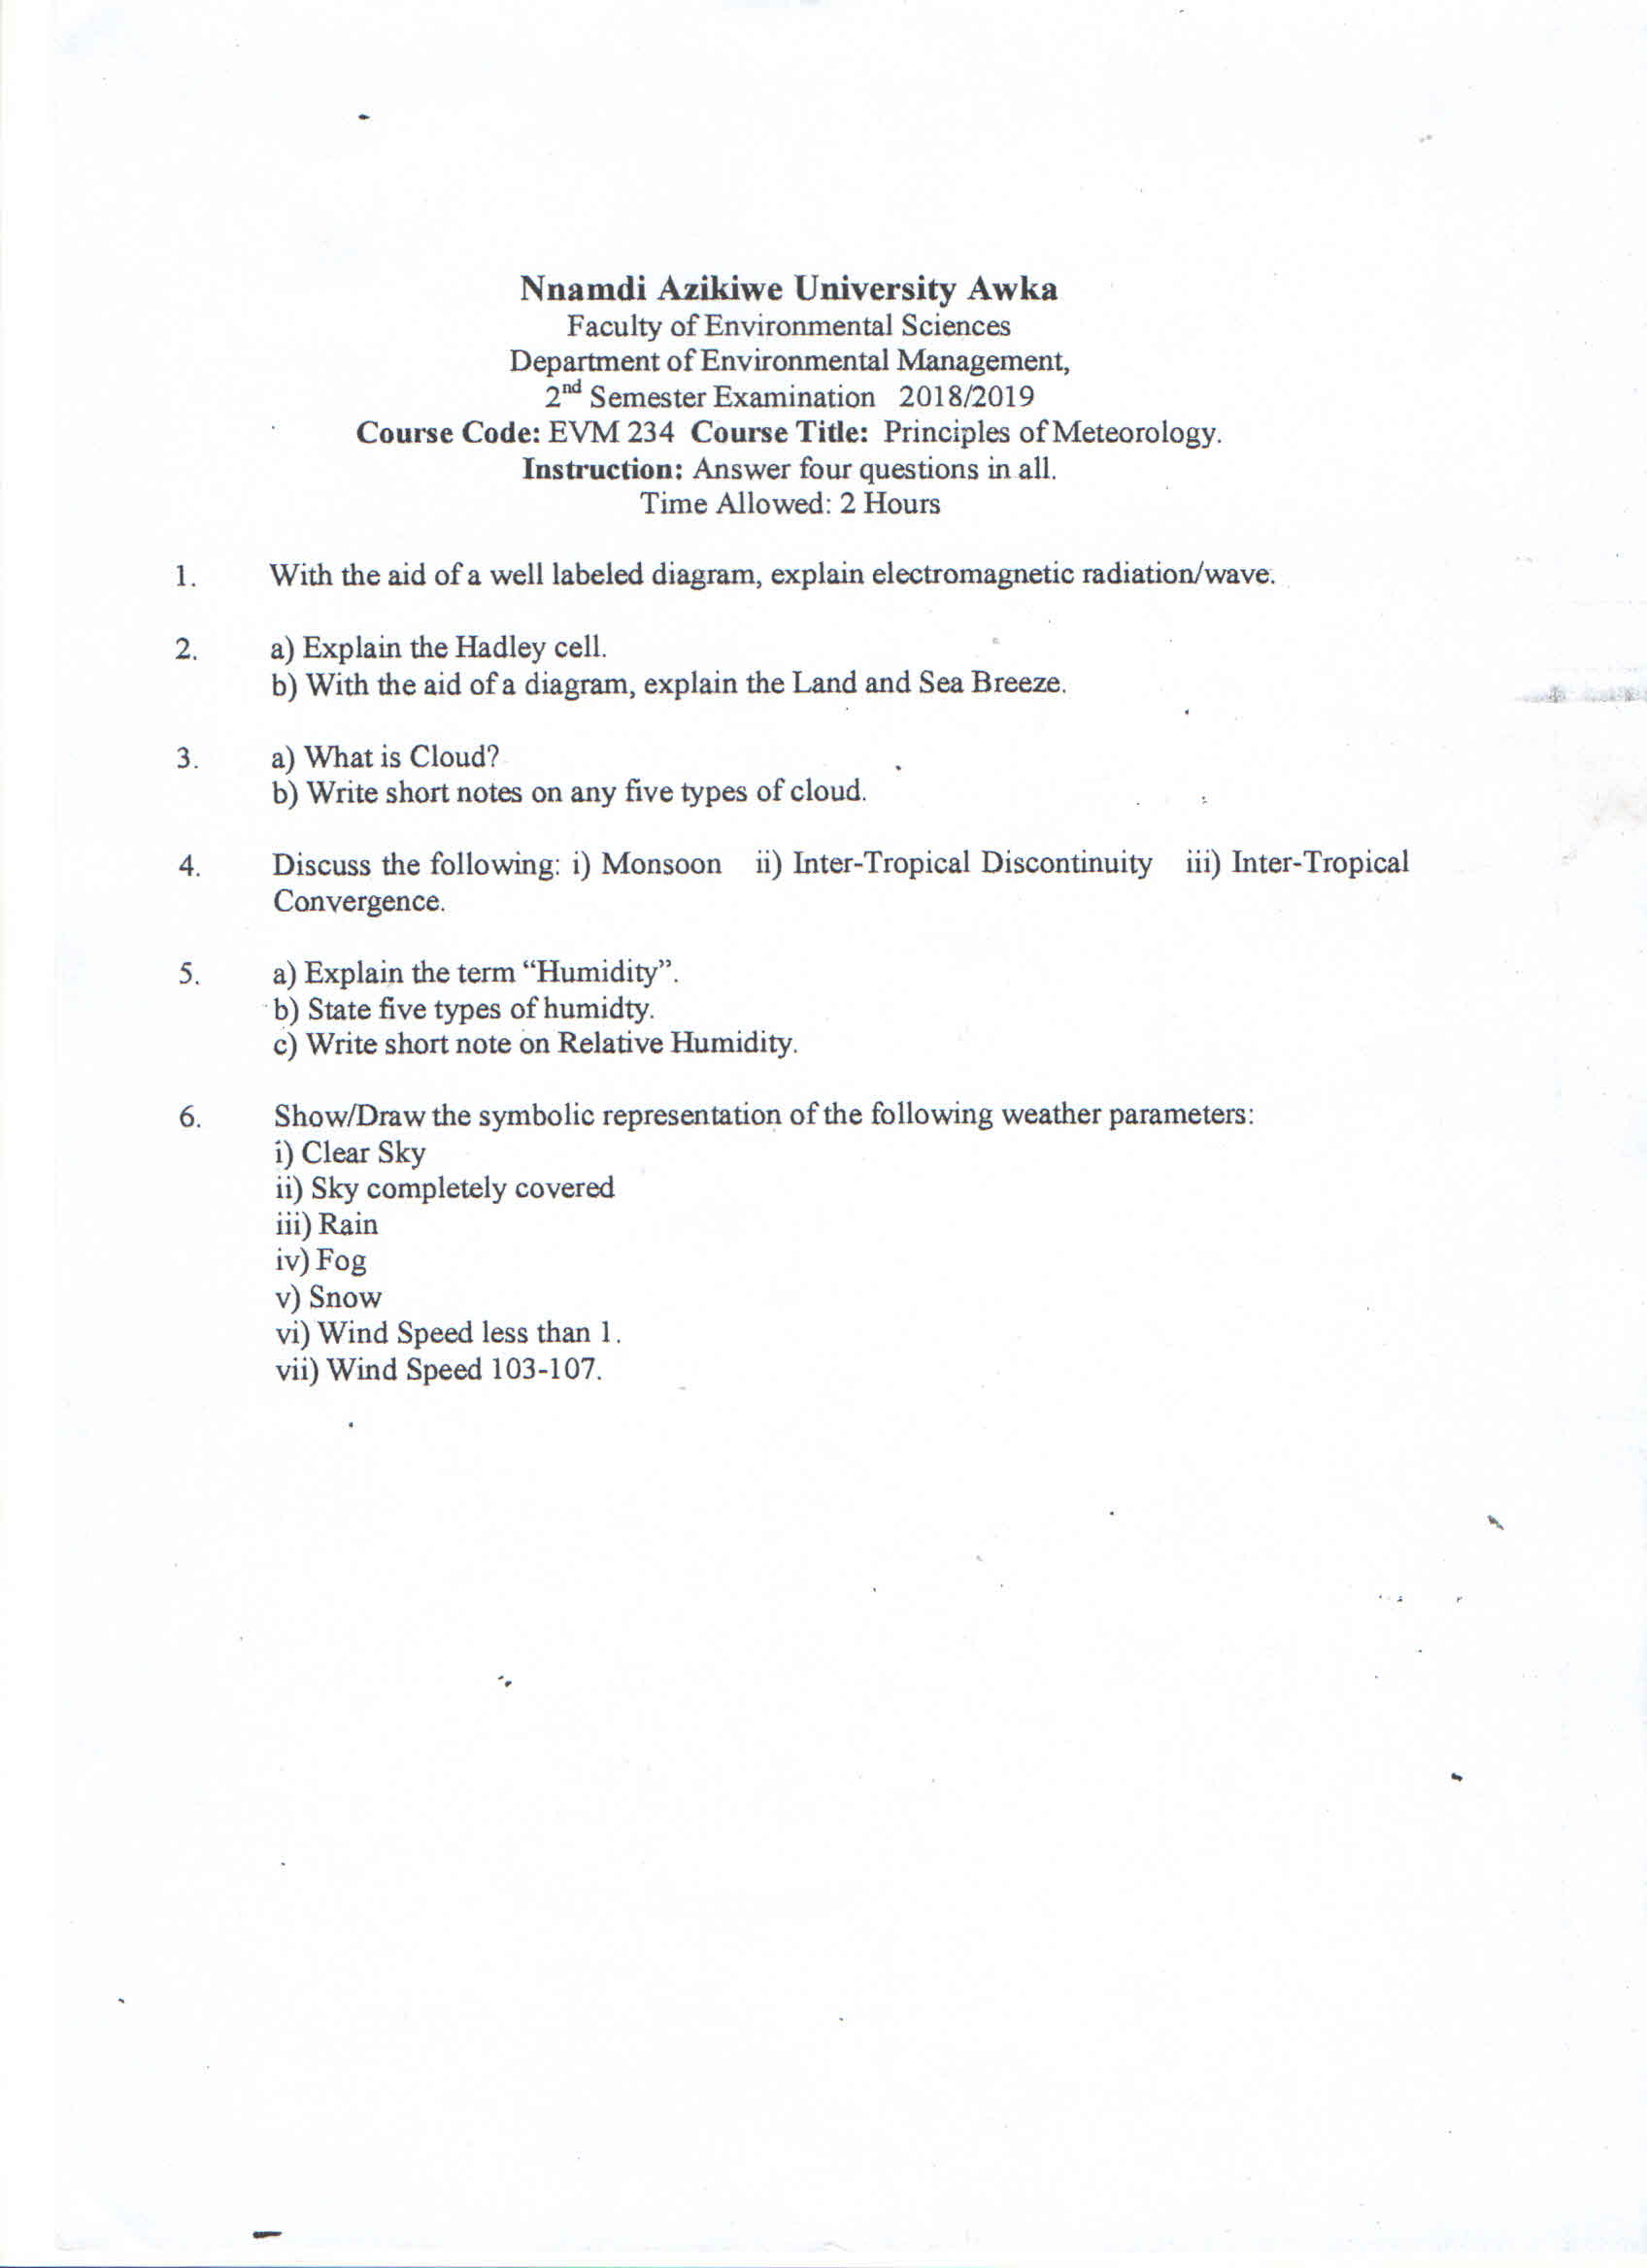 Nnamdi Azikiwe University Awka
Faculty of Environmental Sciences
Department of Environmental Management,
2nd Semester Examination 2018/2019
Course Code: EVM 234 Course Title: Principles of Meteorology.
Instruction: Answer four questions in all.
Time Allowed: 2 Hours
1. With the aid of a well labeled diagram, explain electromagnetic radiation/wave.
2. a) Explain the Hadley cell.
b) With the aid of a diagram, explain the Land and Sea Breeze.
3. a) What is Cloud?
b) Write short notes on any five types of cloud.
4. Discuss the following: i) Monsoon ii) Inter-Tropical Discontinuity iii) Inter-Tropical
Convergence.
5. a) Explain the term “Humidity”.
b) State five types of humidty.
c) Write short note on Relative Humidity.
6. Show/Draw the symbolic representation of the following weather parameters:
i) Clear Sky
ii) Sky completely covered
iii) Rain
iv) Fog
v) Snow
vi) Wind Speed less than 1.
vii) Wind Speed 103-107.